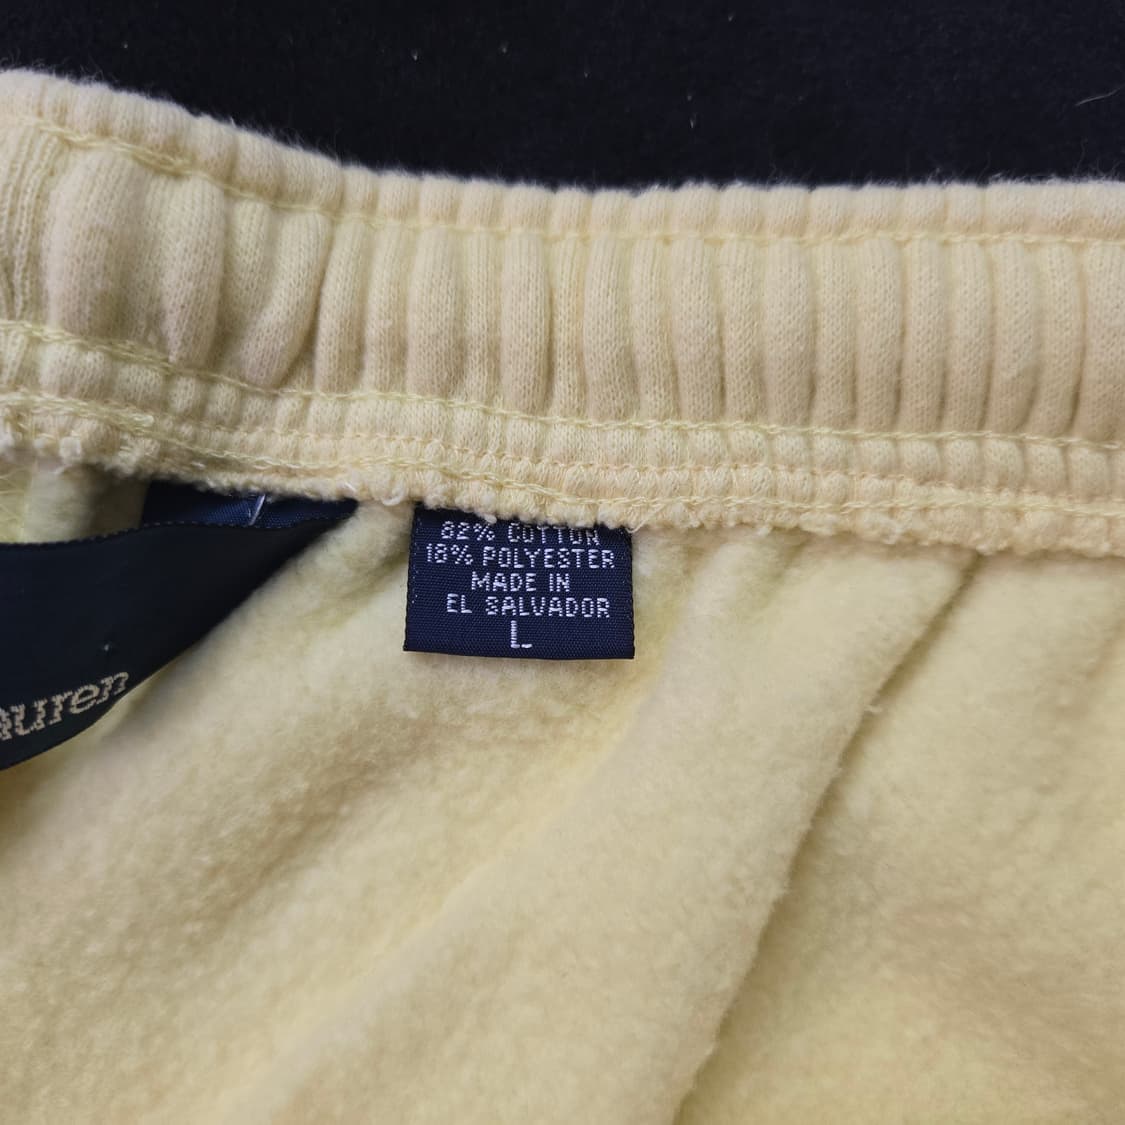 82% COTTON
18% POLYESTER
MADE IN
EL SALVADOR
L
auren